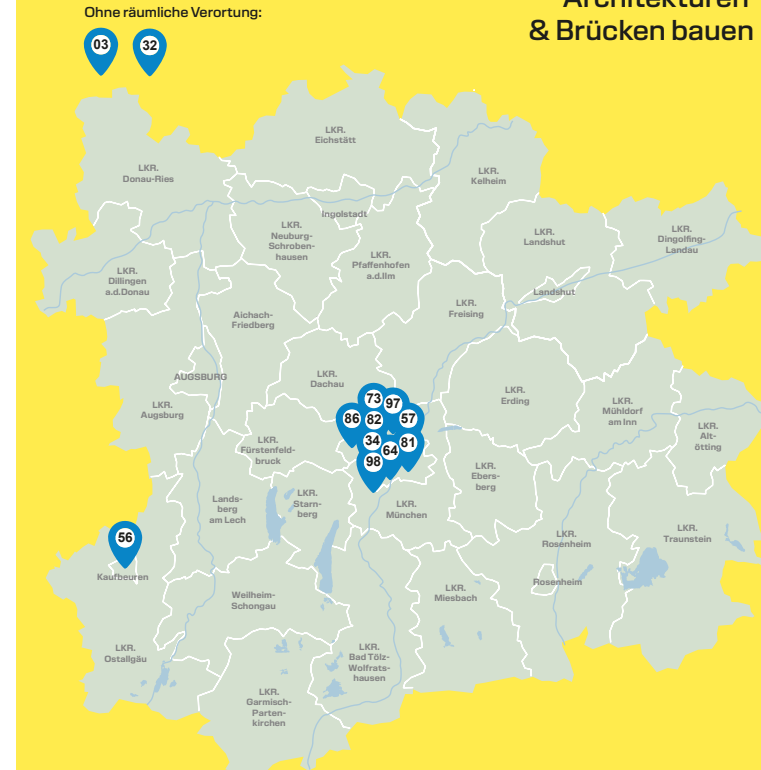 Architekturen
& Brücken bauen
Ohne räumliche Verortung:
03
32
LKR.
Eichstätt
LKR.
Donau-Ries
LKR.
Kelheim
Ingolstadt
LKR.
Neuburg-
Schroben-
hausen
LKR.
Landshut
LKR.
Dingolfing-
Landau
LKR.
Pfaffenhofen
a.d.Ilm
LKR.
Dillingen
a.d.Donau
Landshut
LKR.
Freising
Aichach-
Friedberg
AUGSBURG
LKR.
Dachau
LKR.
Erding
LKR.
Augsburg
LKR.
Mühldorf
am Inn
LKR.
Alt-
ötting
73
97
86
82
57
34
64
81
98
LKR.
Fürstenfeld-
bruck
LKR.
Ebers-
berg
Lands-
berg
am Lech
LKR.
Starn-
berg
LKR.
München
56
Kaufbeuren
LKR.
Rosenheim
LKR.
Traunstein
Rosenheim
Weilheim-
Schongau
LKR.
Miesbach
LKR.
Ostallgäu
LKR.
Bad Tölz-
Wolfrats-
hausen
LKR.
Garmisch-
Parten-
kirchen